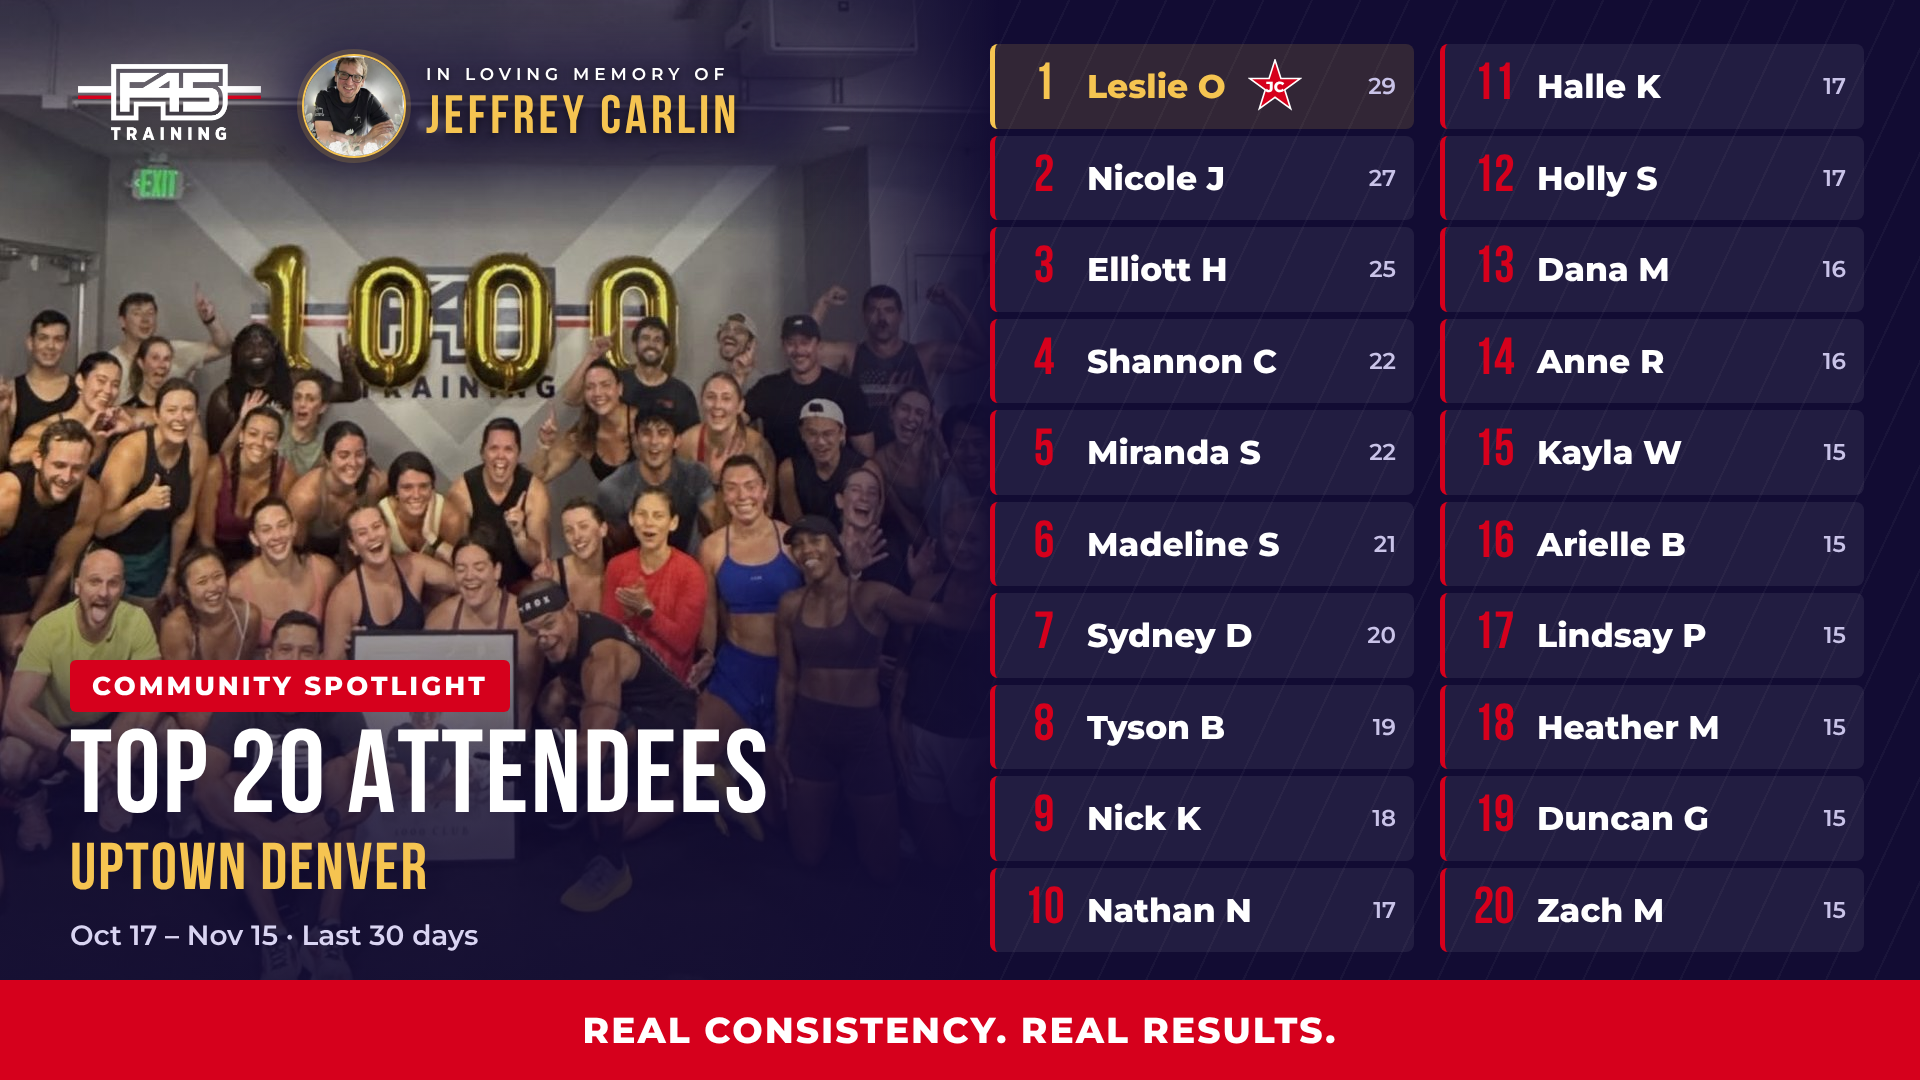 F45
TRAINING
IN LOVING MEMORY OF
JEFFREY CARLIN
EXIT
1000
F45
TRAINING
COMMUNITY SPOTLIGHT
TOP 20 ATTENDEES
UPTOWN DENVER
Oct 17 – Nov 15 · Last 30 days
1 Leslie O JC 29
2 Nicole J 27
3 Elliott H 25
4 Shannon C 22
5 Miranda S 22
6 Madeline S 21
7 Sydney D 20
8 Tyson B 19
9 Nick K 18
10 Nathan N 17
11 Halle K 17
12 Holly S 17
13 Dana M 16
14 Anne R 16
15 Kayla W 15
16 Arielle B 15
17 Lindsay P 15
18 Heather M 15
19 Duncan G 15
20 Zach M 15
REAL CONSISTENCY. REAL RESULTS.